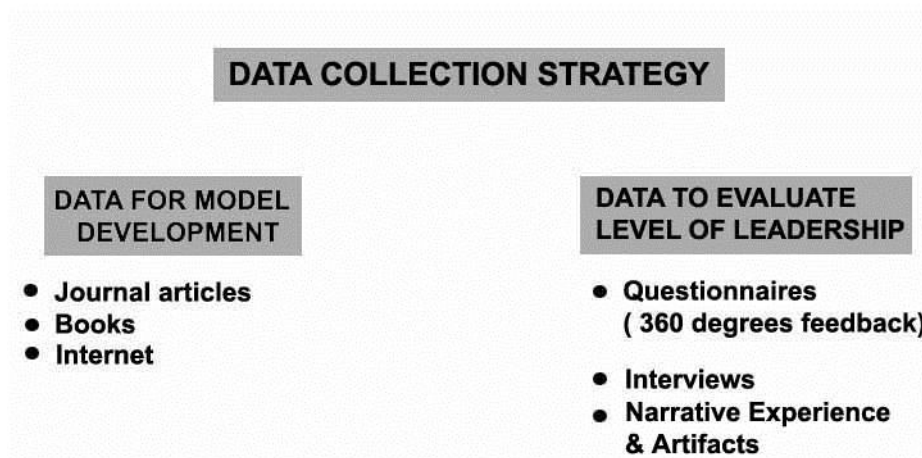 DATA COLLECTION STRATEGY
DATA FOR MODEL
DEVELOPMENT
• Journal articles
• Books
• Internet
DATA TO EVALUATE
LEVEL OF LEADERSHIP
• Questionnaires
( 360 degrees feedback)
• Interviews
• Narrative Experience
& Artifacts